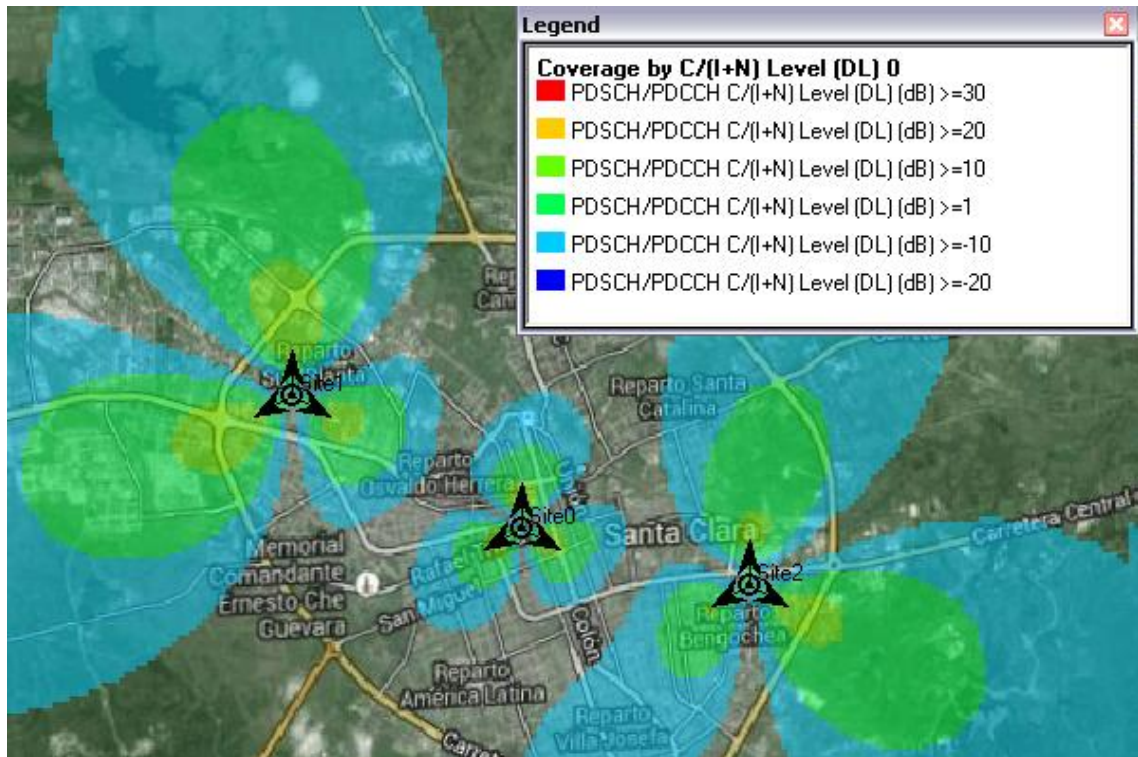 Legend
Coverage by C/(I+N) Level (DL) 0
PDSCH/PDCCH C/(I+N) Level (DL) (dB) >=30
PDSCH/PDCCH C/(I+N) Level (DL) (dB) >=20
PDSCH/PDCCH C/(I+N) Level (DL) (dB) >=10
PDSCH/PDCCH C/(I+N) Level (DL) (dB) >=1
PDSCH/PDCCH C/(I+N) Level (DL) (dB) >=-10
PDSCH/PDCCH C/(I+N) Level (DL) (dB) >=-20
Reparto
Site1
Reparto Santa
Catalina
Reparto
Osvaldo Herrera
Site0
Santa Clara
Carretera Central
Memorial
Comandante
Ernesto Che
Guevara
Rafael
San Miguel
Colón
Site2
Reparto
Bengochea
Reparto
América Latina
Reparto
Villa Josefa